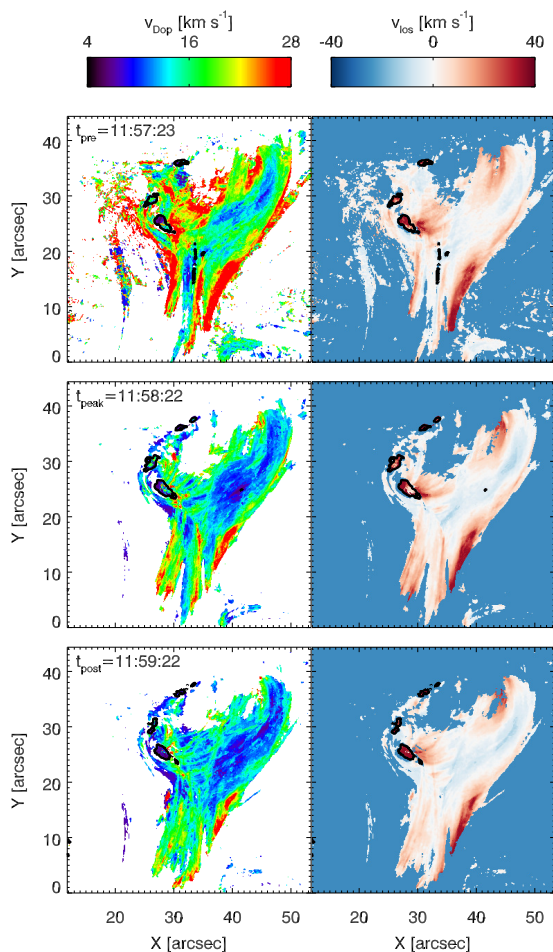 v_Dop [km s⁻¹] v_los [km s⁻¹]
4 16 28 -40 0 40
t_pre=11:57:23
40
30
20
10
0
Y [arcsec]
t_peak=11:58:22
40
30
20
10
0
Y [arcsec]
t_post=11:59:22
40
30
20
10
0
Y [arcsec]
20 30 40 50 20 30 40 50
X [arcsec] X [arcsec]